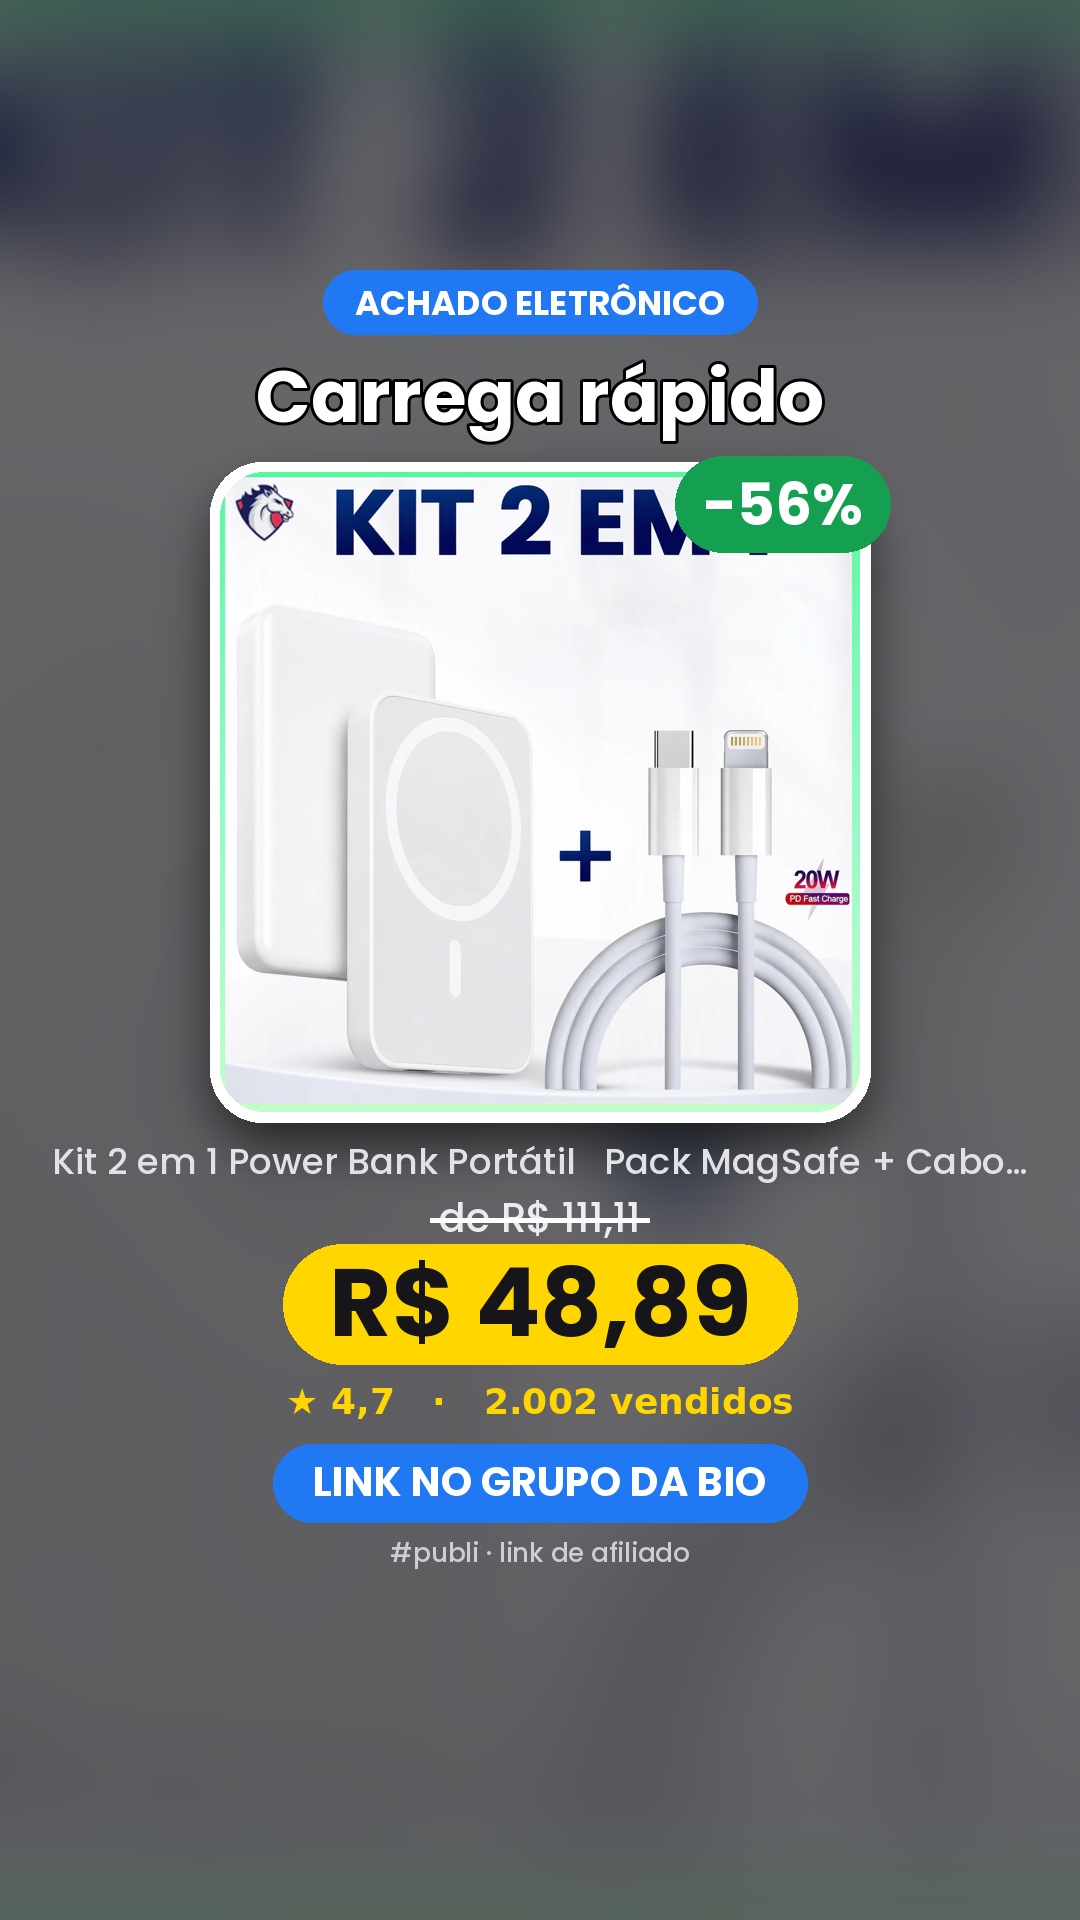 ACHADO ELETRÔNICO
Carrega rápido
-56%
KIT 2 EM
+
20W
PD Fast Charge
Kit 2 em 1 Power Bank Portátil Pack MagSafe + Cabo...
de R$ 111,11
R$ 48,89
★ 4,7 · 2.002 vendidos
LINK NO GRUPO DA BIO
#publi · link de afiliado